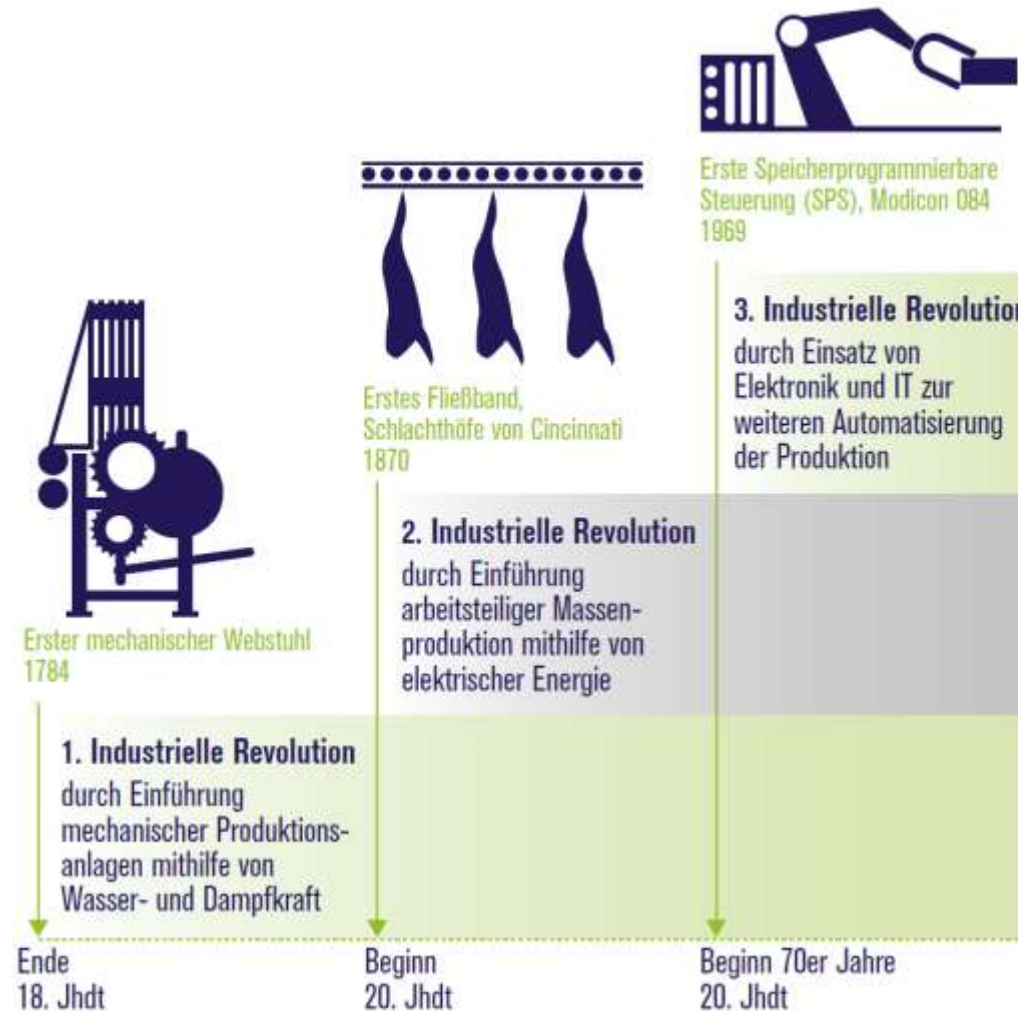 Erste Speicherprogrammierbare
Steuerung (SPS), Modicon 084
1969
3. Industrielle Revolution
durch Einsatz von
Elektronik und IT zur
weiteren Automatisierung
der Produktion
Erstes Fließband,
Schlachthöfe von Cincinnati
1870
2. Industrielle Revolution
durch Einführung
arbeitsteiliger Massen-
produktion mithilfe von
elektrischer Energie
Erster mechanischer Webstuhl
1784
1. Industrielle Revolution
durch Einführung
mechanischer Produktions-
anlagen mithilfe von
Wasser- und Dampfkraft
Ende
18. Jhdt
Beginn
20. Jhdt
Beginn 70er Jahre
20. Jhdt